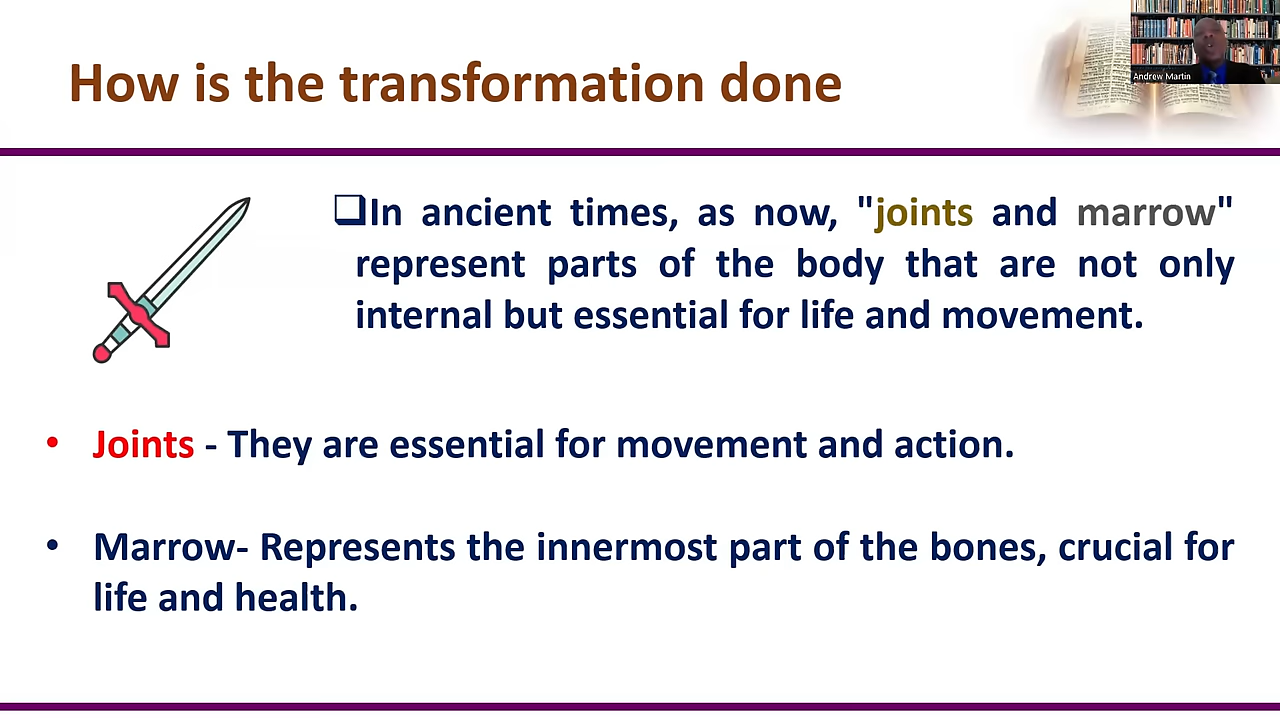 How is the transformation done
Andrew Martin
❑In ancient times, as now, "joints and marrow"
represent parts of the body that are not only
internal but essential for life and movement.
• Joints - They are essential for movement and action.
• Marrow- Represents the innermost part of the bones, crucial for
life and health.